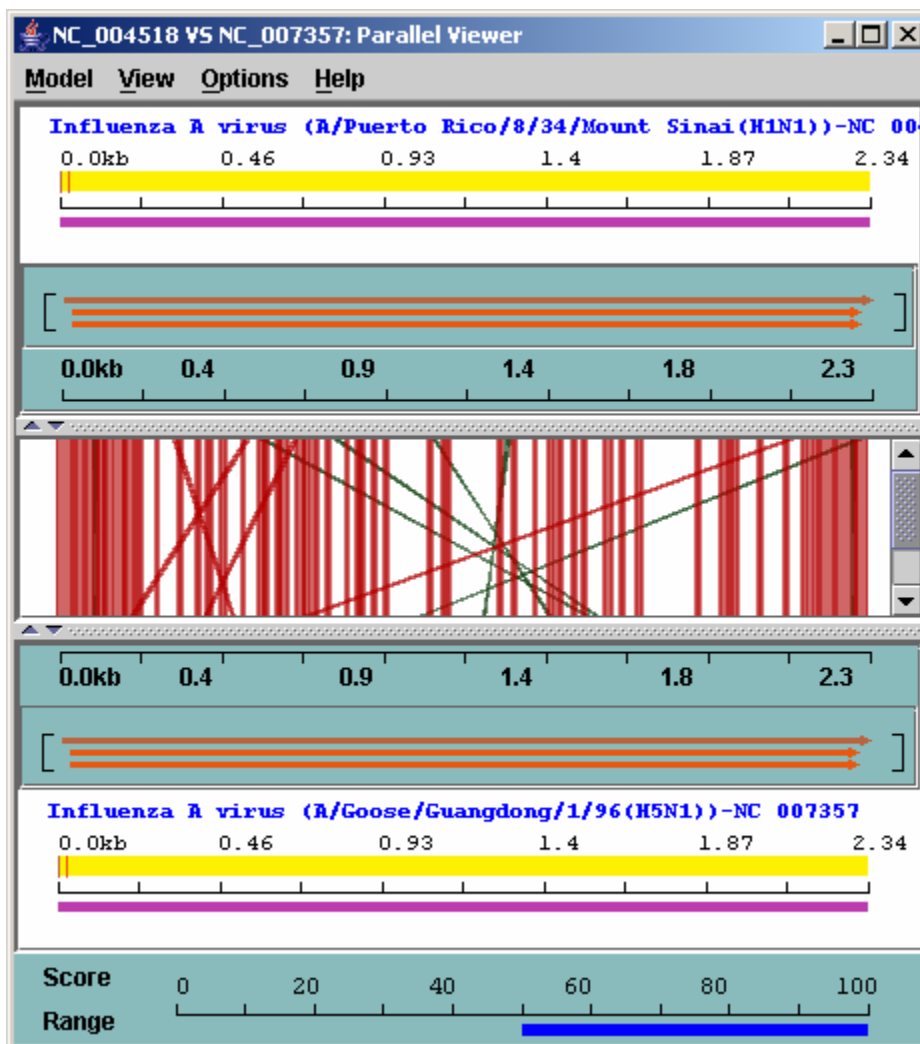 NC_004518 VS NC_007357: Parallel Viewer
Model View Options Help
Influenza A virus (A/Puerto Rico/8/34/Mount Sinai(H1N1))-NC 00
0.0kb 0.46 0.93 1.4 1.87 2.34
0.0kb 0.4 0.9 1.4 1.8 2.3
0.0kb 0.4 0.9 1.4 1.8 2.3
Influenza A virus (A/Goose/Guangdong/1/96(H5N1))-NC 007357
0.0kb 0.46 0.93 1.4 1.87 2.34
Score 0 20 40 60 80 100
Range